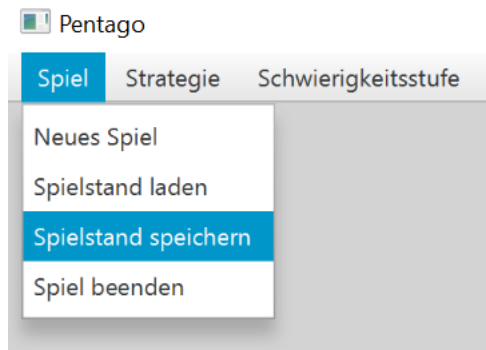 Pentago
Spiel Strategie Schwierigkeitsstufe
Neues Spiel
Spielstand laden
Spielstand speichern
Spiel beenden